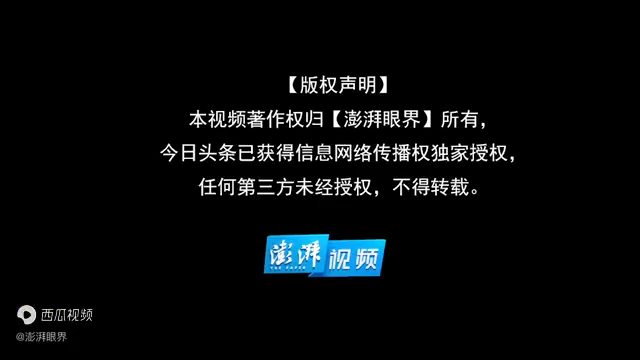 【版权声明】
本视频著作权归【澎湃眼界】所有，
今日头条已获得信息网络传播权独家授权，
任何第三方未经授权，不得转载。
澎湃 视频
THE PAPER
西瓜视频
@澎湃眼界